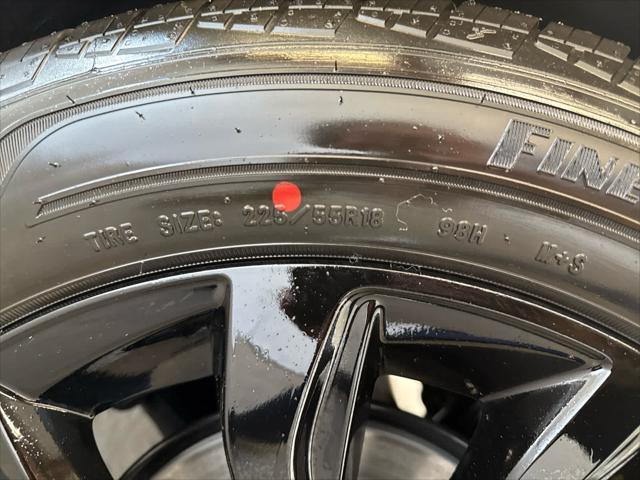 FINE
TIRE SIZE: 225/55R18 98H M+S